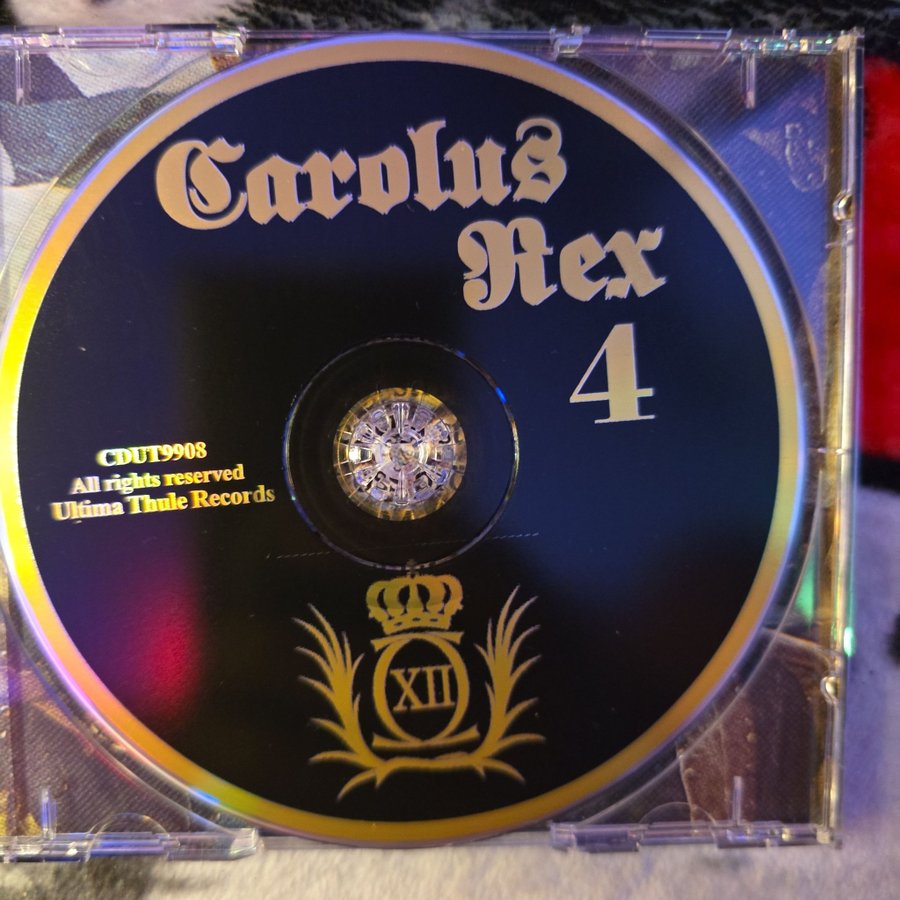 Carolus
Rex
4
CDUT9908
All rights reserved
Ultima Thule Records
XII